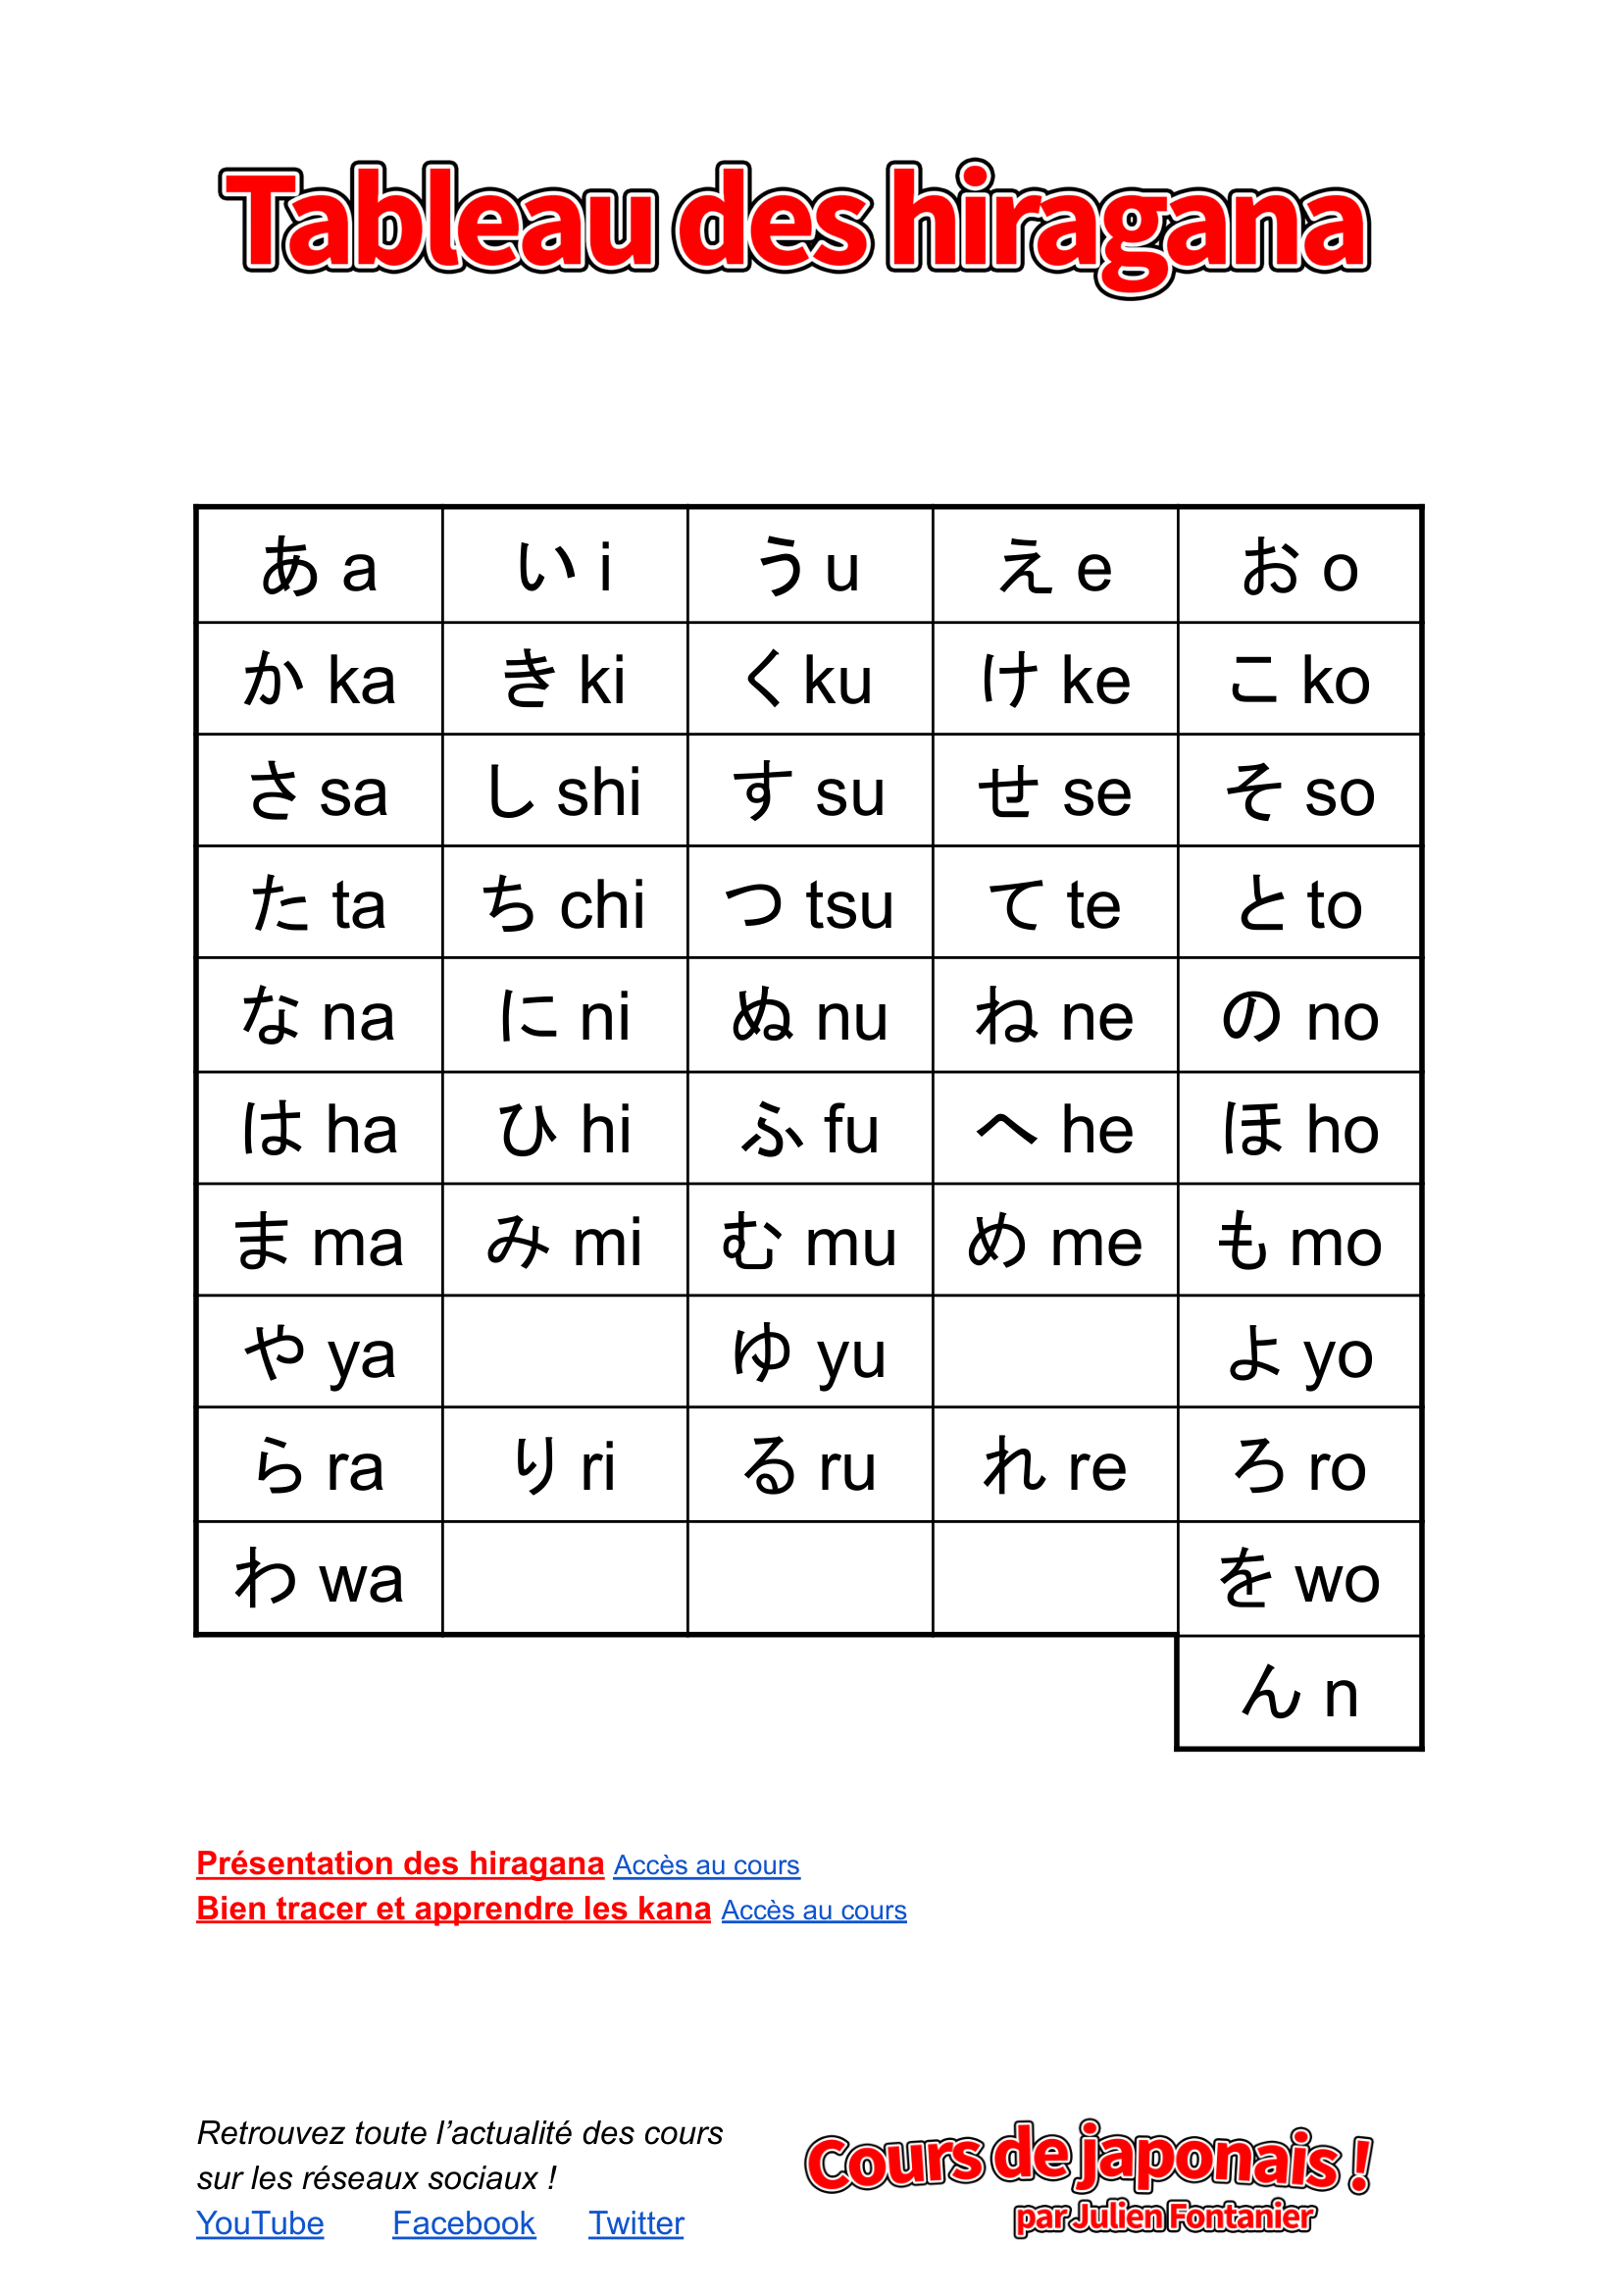 Tableau des hiragana
あ a い i う u え e お o
か ka き ki く ku け ke こ ko
さ sa し shi す su せ se そ so
た ta ち chi つ tsu て te と to
な na に ni ぬ nu ね ne の no
は ha ひ hi ふ fu へ he ほ ho
ま ma み mi む mu め me も mo
や ya ゆ yu よ yo
ら ra り ri る ru れ re ろ ro
わ wa を wo
ん n
Présentation des hiragana Accès au cours
Bien tracer et apprendre les kana Accès au cours
Retrouvez toute l’actualité des cours
sur les réseaux sociaux !
YouTube Facebook Twitter
Cours de japonais !
par Julien Fontanier